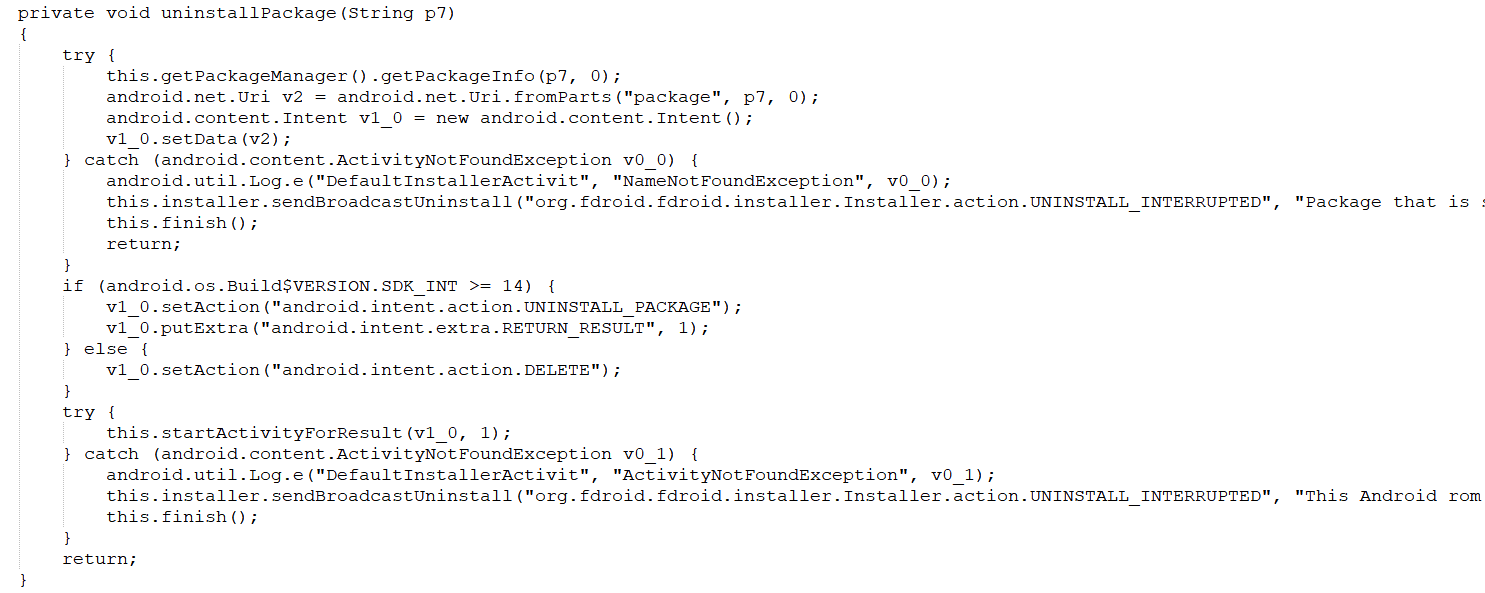 private void uninstallPackage(String p7)
{
    try {
        this.getPackageManager().getPackageInfo(p7, 0);
        android.net.Uri v2 = android.net.Uri.fromParts("package", p7, 0);
        android.content.Intent v1_0 = new android.content.Intent();
        v1_0.setData(v2);
    } catch (android.content.ActivityNotFoundException v0_0) {
        android.util.Log.e("DefaultInstallerActivit", "NameNotFoundException", v0_0);
        this.installer.sendBroadcastUninstall("org.fdroid.fdroid.installer.Installer.action.UNINSTALL_INTERRUPTED", "Package that is
        this.finish();
        return;
    }
    if (android.os.Build$VERSION.SDK_INT >= 14) {
        v1_0.setAction("android.intent.action.UNINSTALL_PACKAGE");
        v1_0.putExtra("android.intent.extra.RETURN_RESULT", 1);
    } else {
        v1_0.setAction("android.intent.action.DELETE");
    }
    try {
        this.startActivityForResult(v1_0, 1);
    } catch (android.content.ActivityNotFoundException v0_1) {
        android.util.Log.e("DefaultInstallerActivit", "ActivityNotFoundException", v0_1);
        this.installer.sendBroadcastUninstall("org.fdroid.fdroid.installer.Installer.action.UNINSTALL_INTERRUPTED", "This Android rom
        this.finish();
    }
    return;
}